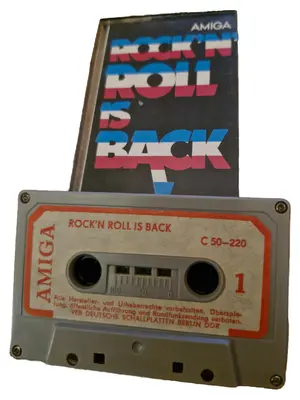 AMIGA
ROCK'N'
ROLL
IS
BACK
ROCK'N ROLL IS BACK
C 50-220
AMIGA
1
Alle Hersteller- und Urheberrechte vorbehalten. Überspie-
lung, öffentliche Aufführung und Rundfunksendung verboten.
VEB DEUTSCHE SCHALLPLATTEN BERLIN DDR